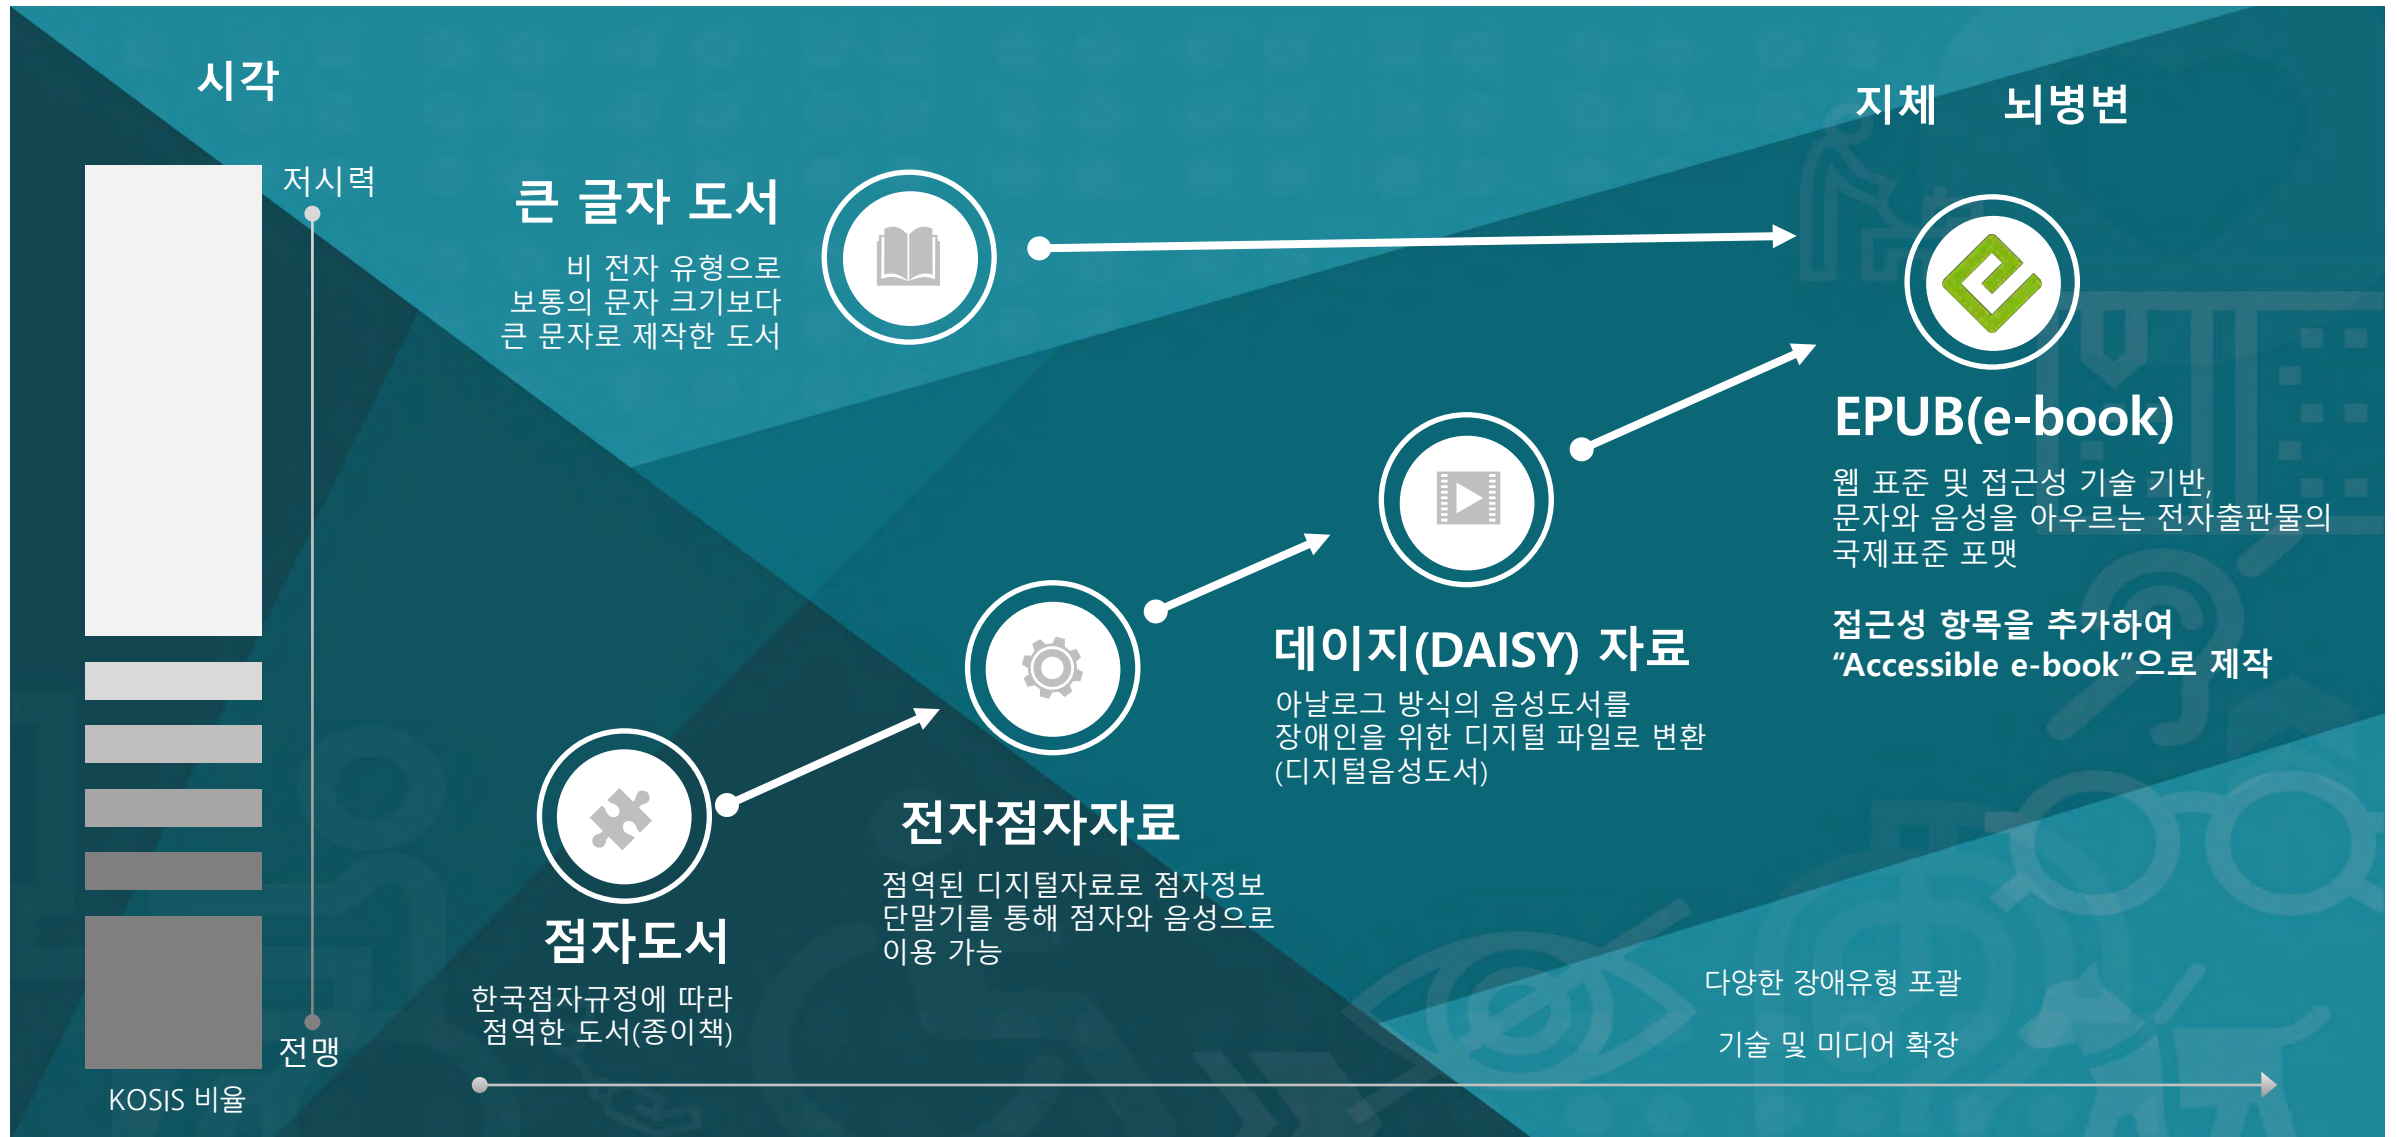 시각
지체 뇌병변
저시력
큰 글자 도서
비 전자 유형으로
보통의 문자 크기보다
큰 문자로 제작한 도서
EPUB(e-book)
웹 표준 및 접근성 기술 기반,
문자와 음성을 아우르는 전자출판물의
국제표준 포맷
접근성 항목을 추가하여
“Accessible e-book”으로 제작
데이지(DAISY) 자료
아날로그 방식의 음성도서를
장애인을 위한 디지털 파일로 변환
(디지털음성도서)
전자점자자료
점역된 디지털자료로 점자정보
단말기를 통해 점자와 음성으로
이용 가능
점자도서
한국점자규정에 따라
점역한 도서(종이책)
전맹
KOSIS 비율
다양한 장애유형 포괄
기술 및 미디어 확장